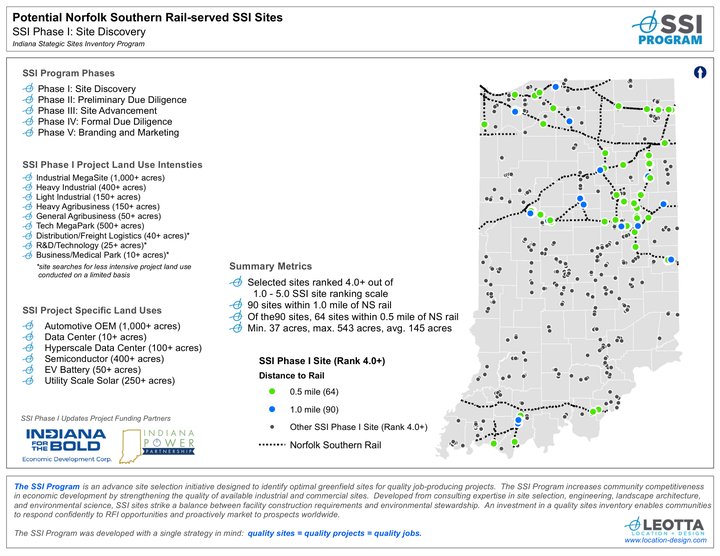 Potential Norfolk Southern Rail-served SSI Sites
SSI Phase I: Site Discovery
Indiana Stategic Sites Inventory Program
SSI
PROGRAM
SSI Program Phases
Phase I: Site Discovery
Phase II: Preliminary Due Diligence
Phase III: Site Advancement
Phase IV: Formal Due Diligence
Phase V: Branding and Marketing
SSI Phase I Project Land Use Intensties
Industrial MegaSite (1,000+ acres)
Heavy Industrial (400+ acres)
Light Industrial (150+ acres)
Heavy Agribusiness (150+ acres)
General Agribusiness (50+ acres)
Tech MegaPark (500+ acres)
Distribution/Freight Logistics (40+ acres)*
R&D/Technology (25+ acres)*
Business/Medical Park (10+ acres)*
*site searches for less intensive project land use
conducted on a limited basis
SSI Project Specific Land Uses
Automotive OEM (1,000+ acres)
Data Center (10+ acres)
Hyperscale Data Center (100+ acres)
Semiconductor (400+ acres)
EV Battery (50+ acres)
Utility Scale Solar (250+ acres)
Summary Metrics
Selected sites ranked 4.0+ out of
1.0 - 5.0 SSI site ranking scale
90 sites within 1.0 mile of NS rail
Of the90 sites, 64 sites within 0.5 mile of NS rail
Min. 37 acres, max. 543 acres, avg. 145 acres
SSI Phase I Site (Rank 4.0+)
Distance to Rail
0.5 mile (64)
1.0 mile (90)
Other SSI Phase I Site (Rank 4.0+)
Norfolk Southern Rail
SSI Phase I Updates Project Funding Partners
INDIANA
FOR THE
BOLD
Economic Development Corp.
INDIANA
POWER
PARTNERSHIP
The SSI Program is an advance site selection initiative designed to identify optimal greenfield sites for quality job-producing projects. The SSI Program increases community competitiveness
in economic development by strengthening the quality of available industrial and commercial sites. Developed from consulting expertise in site selection, engineering, landscape architecture,
and environmental science, SSI sites strike a balance between facility construction requirements and environmental stewardship. An investment in a quality sites inventory enables communities
to respond confidently to RFI opportunities and proactively market to prospects worldwide.
The SSI Program was developed with a single strategy in mind: quality sites = quality projects = quality jobs.
LEOTTA
LOCATION + DESIGN
www.location-design.com